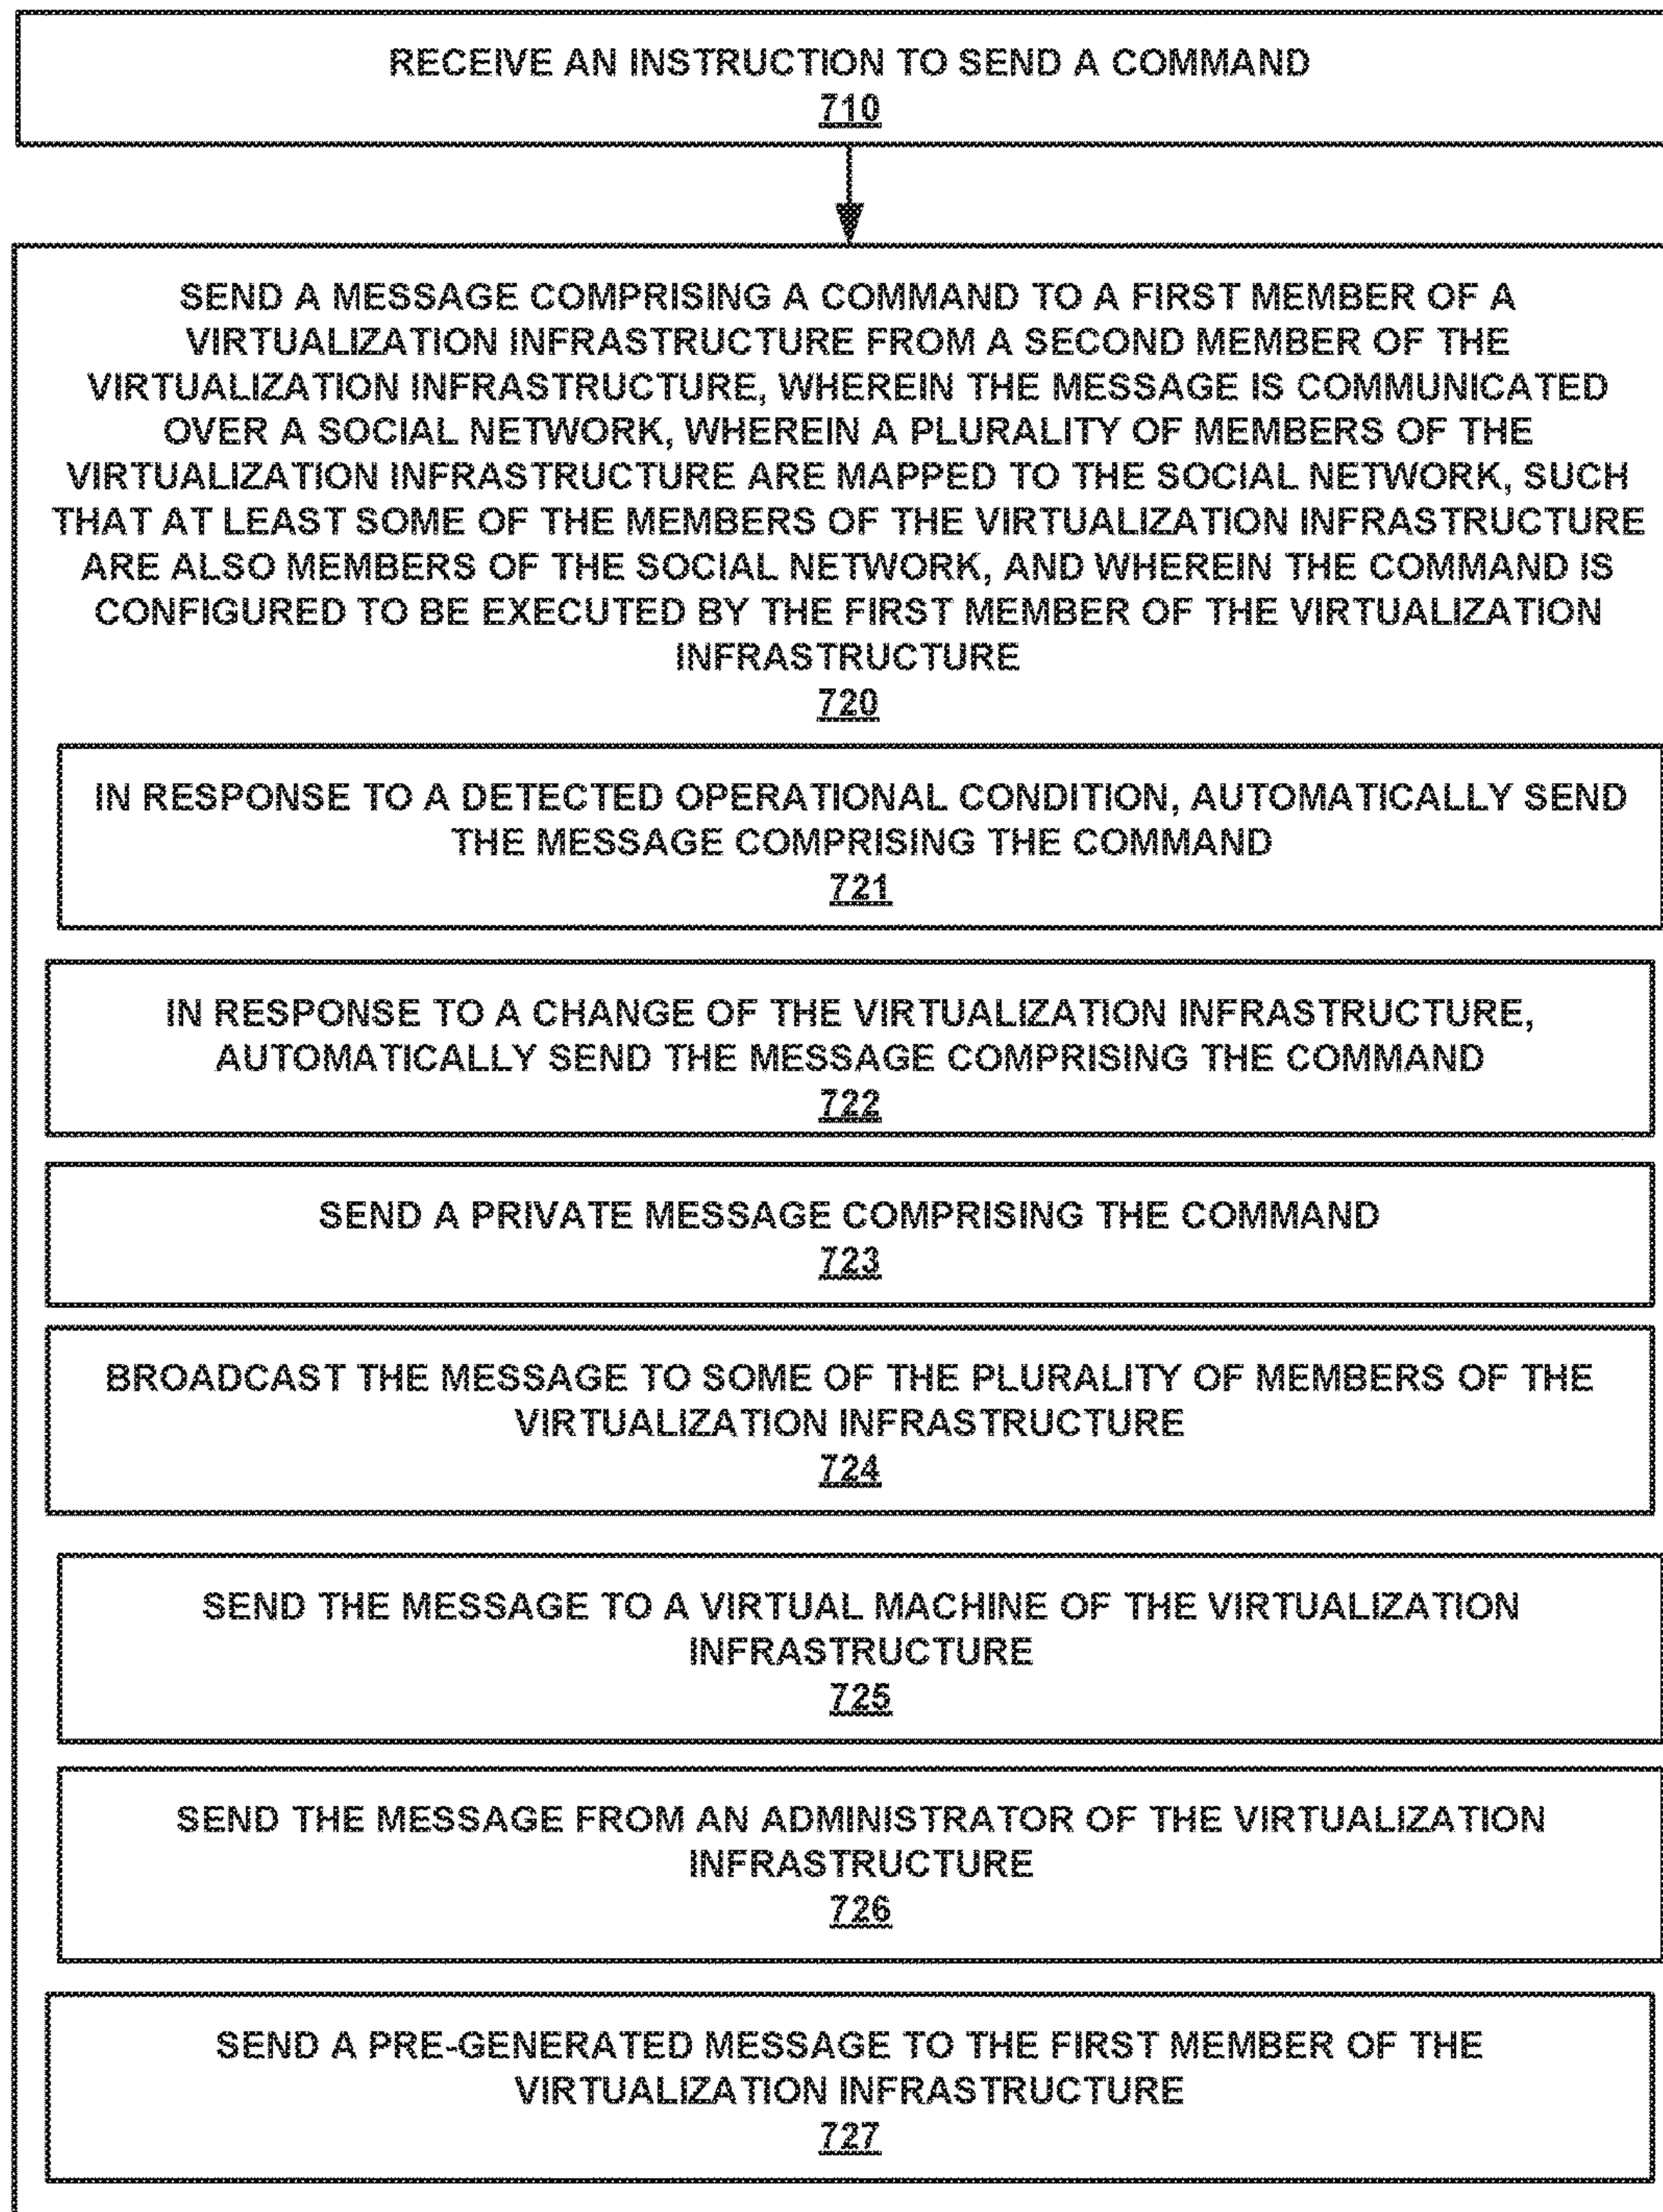 RECEIVE AN INSTRUCTION TO SEND A COMMAND
710
SEND A MESSAGE COMPRISING A COMMAND TO A FIRST MEMBER OF A
VIRTUALIZATION INFRASTRUCTURE FROM A SECOND MEMBER OF THE
VIRTUALIZATION INFRASTRUCTURE, WHEREIN THE MESSAGE IS COMMUNICATED
OVER A SOCIAL NETWORK, WHEREIN A PLURALITY OF MEMBERS OF THE
VIRTUALIZATION INFRASTRUCTURE ARE MAPPED TO THE SOCIAL NETWORK, SUCH
THAT AT LEAST SOME OF THE MEMBERS OF THE VIRTUALIZATION INFRASTRUCTURE
ARE ALSO MEMBERS OF THE SOCIAL NETWORK, AND WHEREIN THE COMMAND IS
CONFIGURED TO BE EXECUTED BY THE FIRST MEMBER OF THE VIRTUALIZATION
INFRASTRUCTURE
720
IN RESPONSE TO A DETECTED OPERATIONAL CONDITION, AUTOMATICALLY SEND
THE MESSAGE COMPRISING THE COMMAND
721
IN RESPONSE TO A CHANGE OF THE VIRTUALIZATION INFRASTRUCTURE,
AUTOMATICALLY SEND THE MESSAGE COMPRISING THE COMMAND
722
SEND A PRIVATE MESSAGE COMPRISING THE COMMAND
723
BROADCAST THE MESSAGE TO SOME OF THE PLURALITY OF MEMBERS OF THE
VIRTUALIZATION INFRASTRUCTURE
724
SEND THE MESSAGE TO A VIRTUAL MACHINE OF THE VIRTUALIZATION
INFRASTRUCTURE
725
SEND THE MESSAGE FROM AN ADMINISTRATOR OF THE VIRTUALIZATION
INFRASTRUCTURE
726
SEND A PRE-GENERATED MESSAGE TO THE FIRST MEMBER OF THE
VIRTUALIZATION INFRASTRUCTURE
727